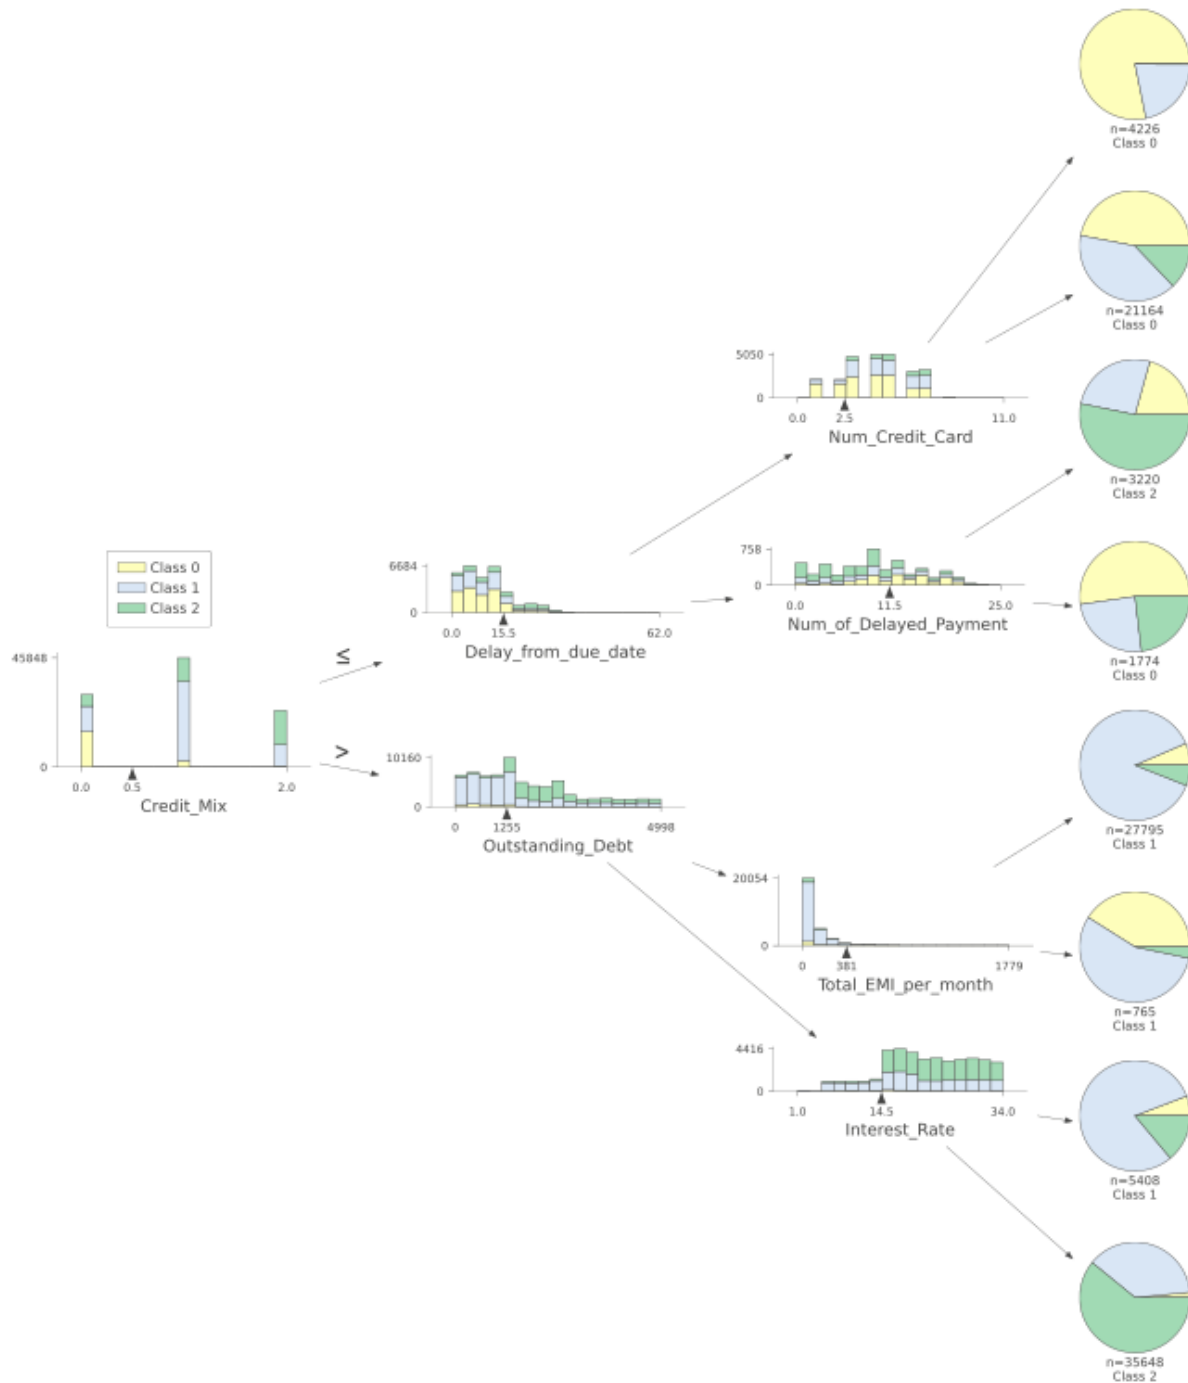 n=4226
Class 0
n=21164
Class 0
5050
0
0.0 2.5 11.0
Num_Credit_Card
n=3220
Class 2
758
0
0.0 11.5 25.0
Num_of_Delayed_Payment
n=1774
Class 0
Class 0
Class 1
Class 2
6684
0
0.0 15.5 62.0
Delay_from_due_date
45848
0
0.0 0.5 2.0
Credit_Mix
≤
>
10160
0
0 1255 4998
Outstanding_Debt
n=27795
Class 1
20054
0
0 381 1779
Total_EMI_per_month
n=765
Class 1
4416
0
1.0 14.5 34.0
Interest_Rate
n=5408
Class 1
n=35648
Class 2